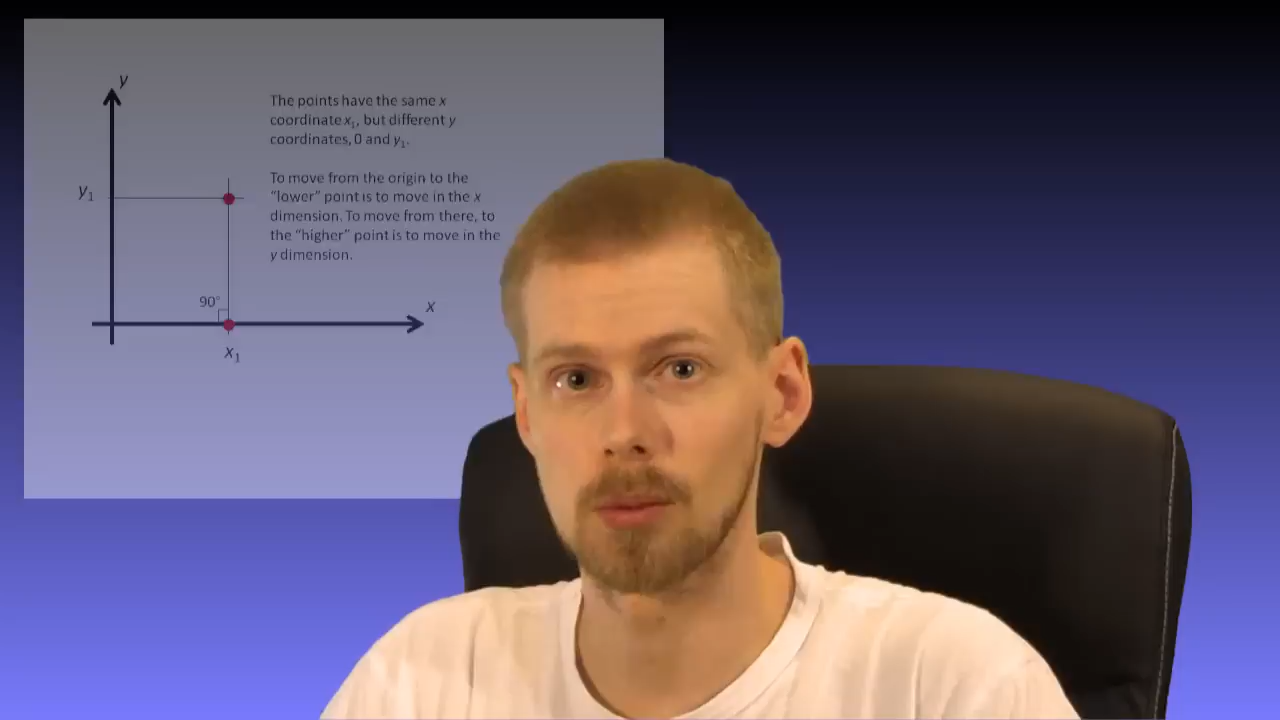 y
The points have the same x
coordinate x₁, but different y
coordinates, 0 and y₁.
To move from the origin to the
“lower” point is to move in the x
dimension. To move from there, to
the “higher” point is to move in the
y dimension.
y₁
90°
x
x₁